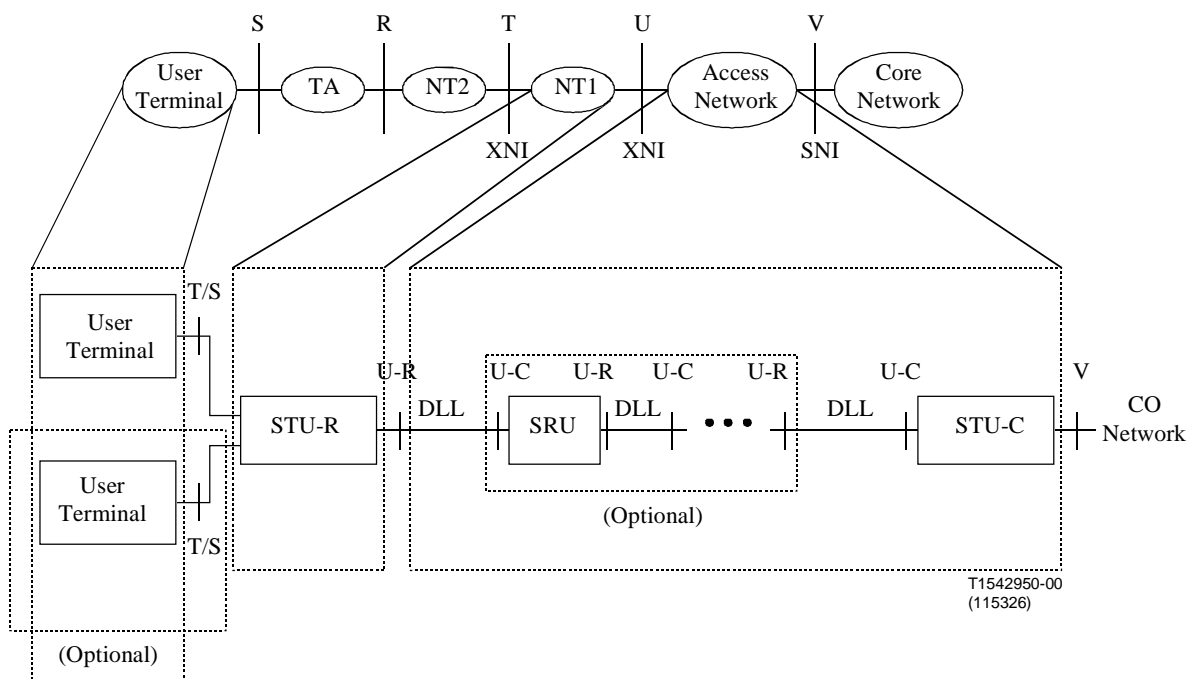 S R T U V
User
Terminal
TA
NT2
NT1
Access
Network
Core
Network
XNI XNI SNI
T/S
User
Terminal
U-R U-C U-R U-C U-R U-C V
DLL DLL DLL
STU-R
SRU
•••
STU-C
CO
Network
User
Terminal
T/S
(Optional)
(Optional)
T1542950-00
(115326)